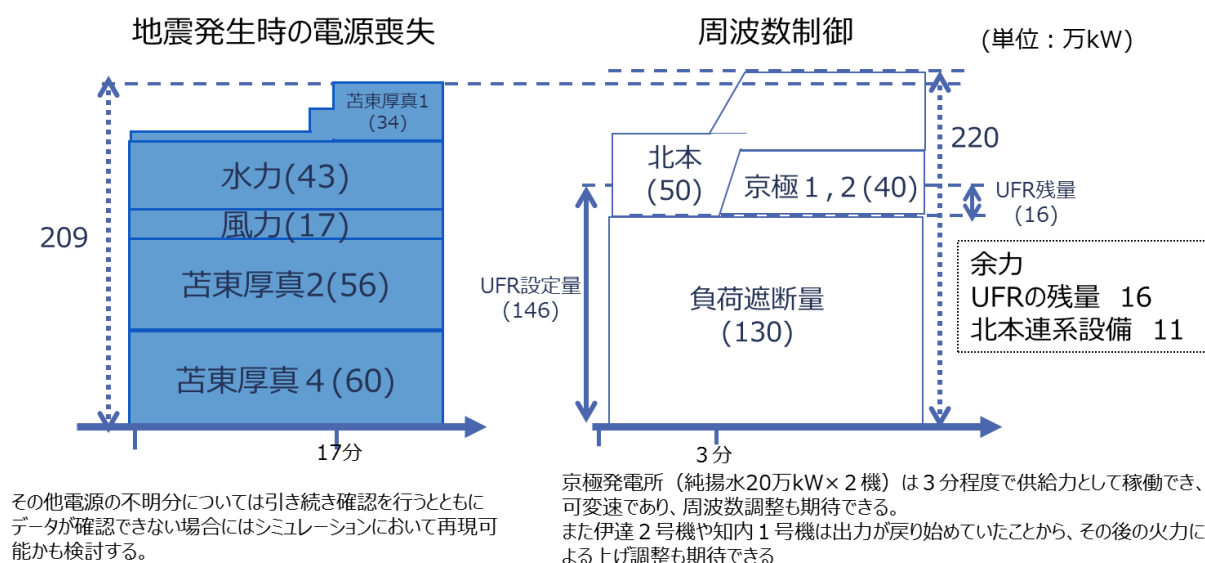 地震発生時の電源喪失
周波数制御
(単位：万kW)
苫東厚真1
(34)
水力(43)
風力(17)
209
苫東厚真2(56)
苫東厚真４(60)
17分
北本
(50)
京極１,２(40)
220
UFR残量
(16)
UFR設定量
(146)
負荷遮断量
(130)
余力
UFRの残量 16
北本連系設備 11
３分
その他電源の不明分については引き続き確認を行うとともに
データが確認できない場合にはシミュレーションにおいて再現可
能かも検討する。
京極発電所（純揚水20万kW×２機）は３分程度で供給力として稼働でき、
可変速であり、周波数調整も期待できる。
また伊達２号機や知内１号機は出力が戻り始めていたことから、その後の火力に
よる上げ調整も期待できる